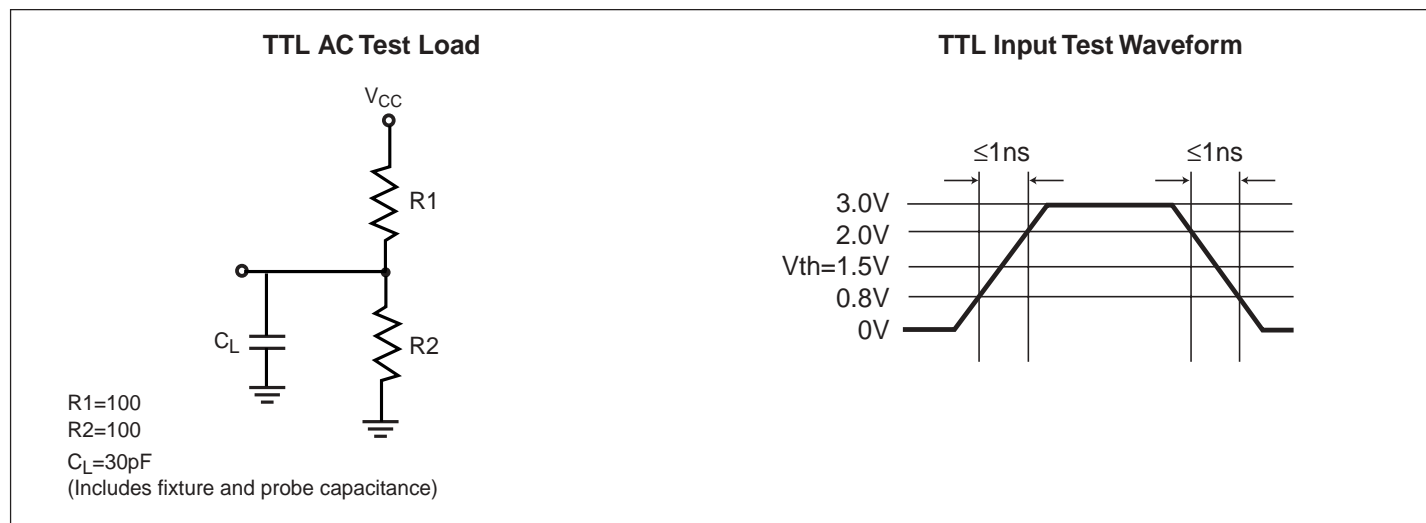 TTL AC Test Load
VCC
R1
CL
R2
R1=100
R2=100
CL=30pF
(Includes fixture and probe capacitance)
TTL Input Test Waveform
≤1ns ≤1ns
3.0V
2.0V
Vth=1.5V
0.8V
0V